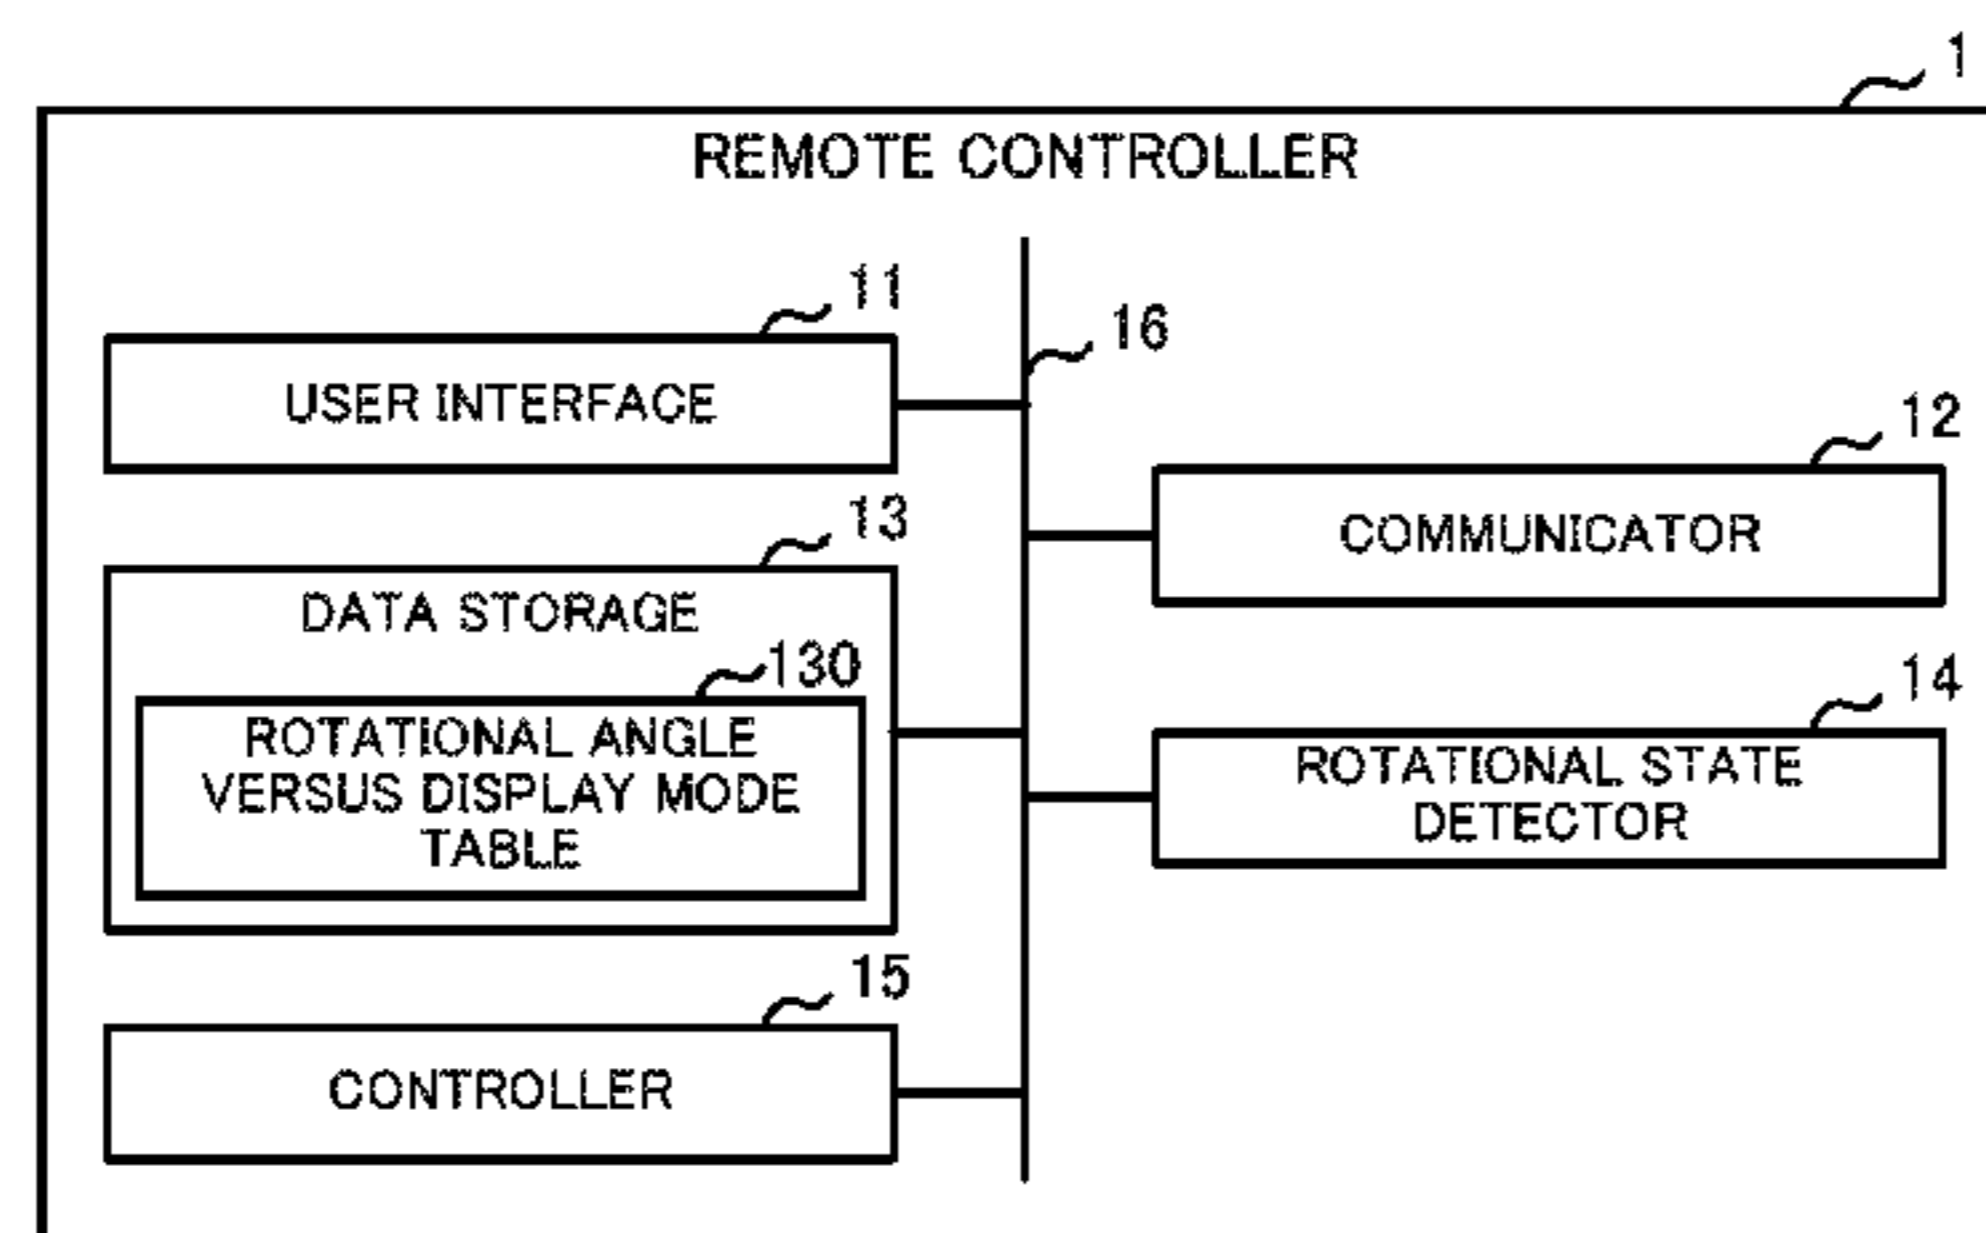 1
REMOTE CONTROLLER
11
16
USER INTERFACE
12
COMMUNICATOR
13
DATA STORAGE
130
ROTATIONAL ANGLE
VERSUS DISPLAY MODE
TABLE
14
ROTATIONAL STATE
DETECTOR
15
CONTROLLER